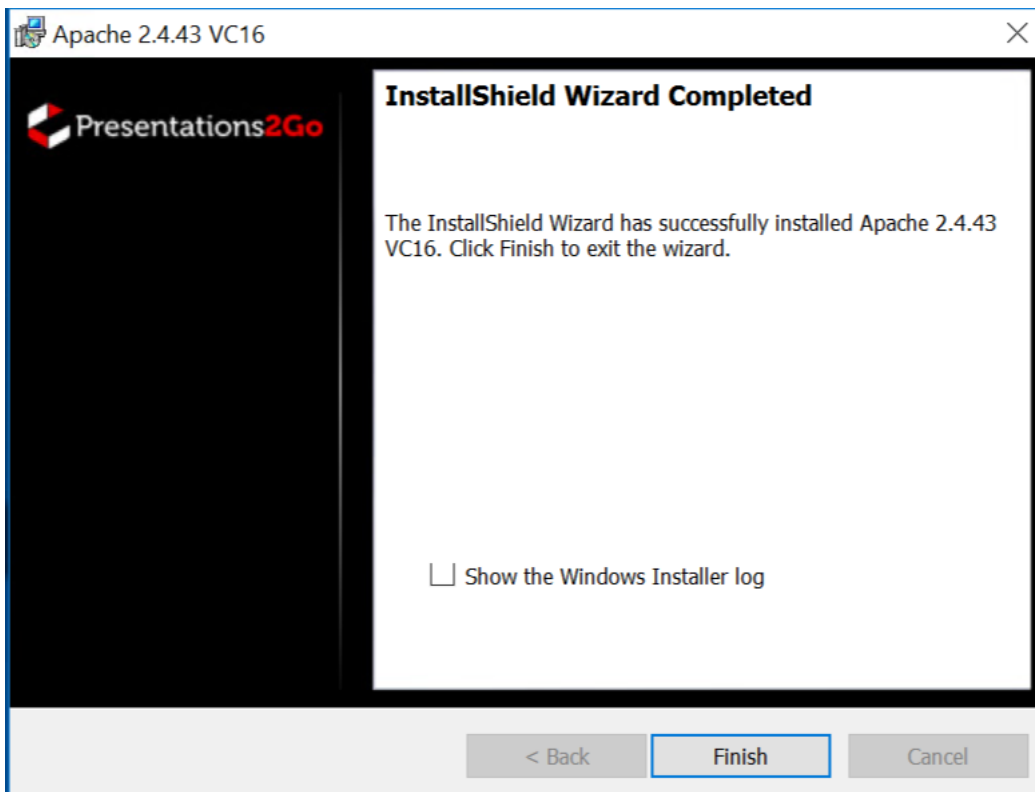 Apache 2.4.43 VC16
Presentations2Go
InstallShield Wizard Completed
The InstallShield Wizard has successfully installed Apache 2.4.43
VC16. Click Finish to exit the wizard.
Show the Windows Installer log
< Back
Finish
Cancel